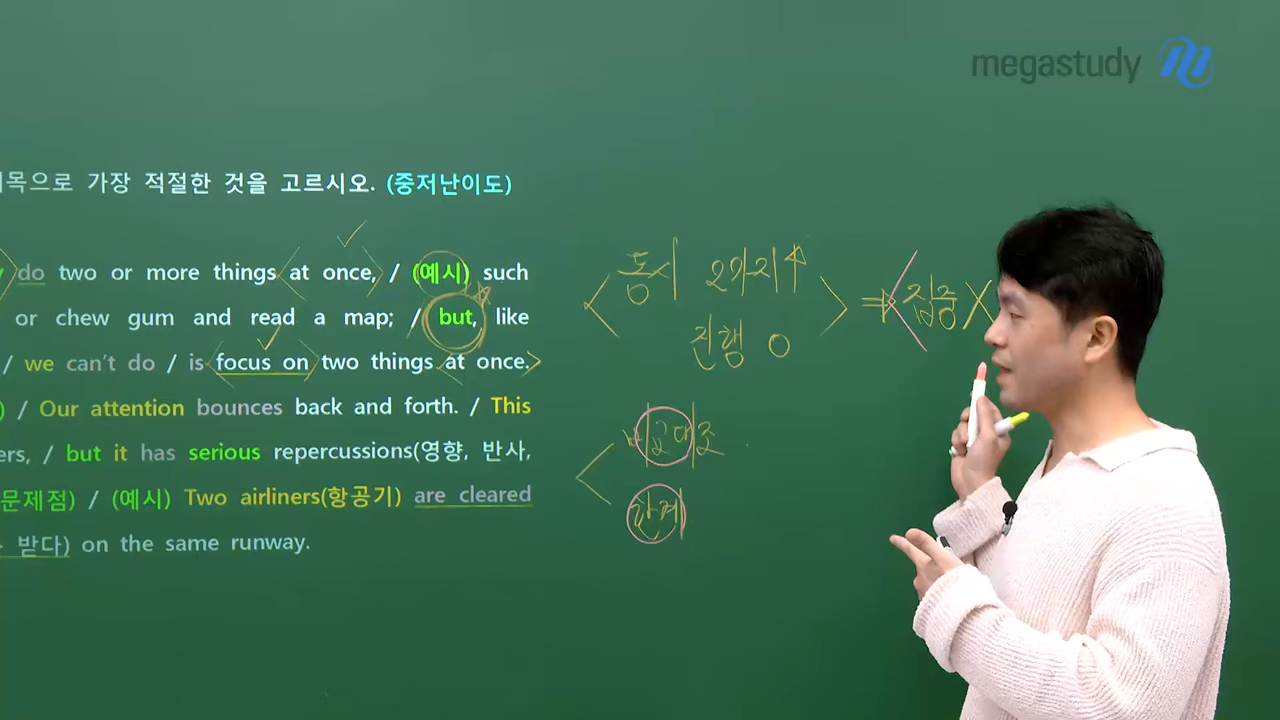 megastudy
제목으로 가장 적절한 것을 고르시오. (중저난이도)
do two or more things at once, / (예시) such
or chew gum and read a map; / but, like
/ we can't do / is focus on two things at once.
) / Our attention bounces back and forth. / This
ers, / but it has serious repercussions(영향, 반사,
문제점) / (예시) Two airliners(항공기) are cleared
받다) on the same runway.
동시 2가지↑ ⇒ 집중 X
진행 O
비교대조
관계